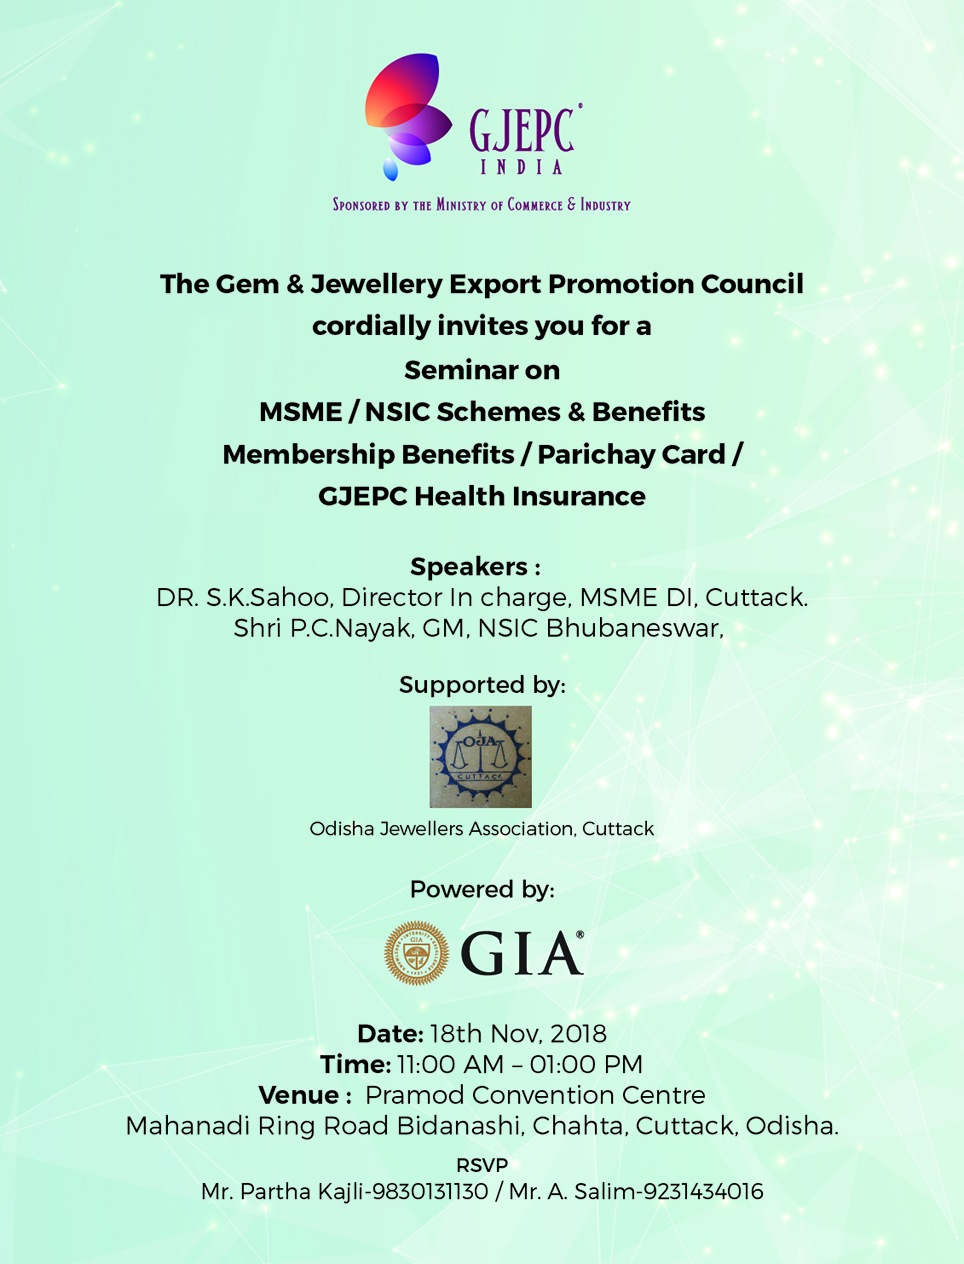 GJEPC®
INDIA
Sponsored by the Ministry of Commerce & Industry
The Gem & Jewellery Export Promotion Council
cordially invites you for a
Seminar on
MSME / NSIC Schemes & Benefits
Membership Benefits / Parichay Card /
GJEPC Health Insurance
Speakers :
DR. S.K.Sahoo, Director In charge, MSME DI, Cuttack.
Shri P.C.Nayak, GM, NSIC Bhubaneswar,
Supported by:
OJA
CUTTACK
Odisha Jewellers Association, Cuttack
Powered by:
GIA
GIA®
Date: 18th Nov, 2018
Time: 11:00 AM – 01:00 PM
Venue : Pramod Convention Centre
Mahanadi Ring Road Bidanashi, Chahta, Cuttack, Odisha.
RSVP
Mr. Partha Kajli-9830131130 / Mr. A. Salim-9231434016